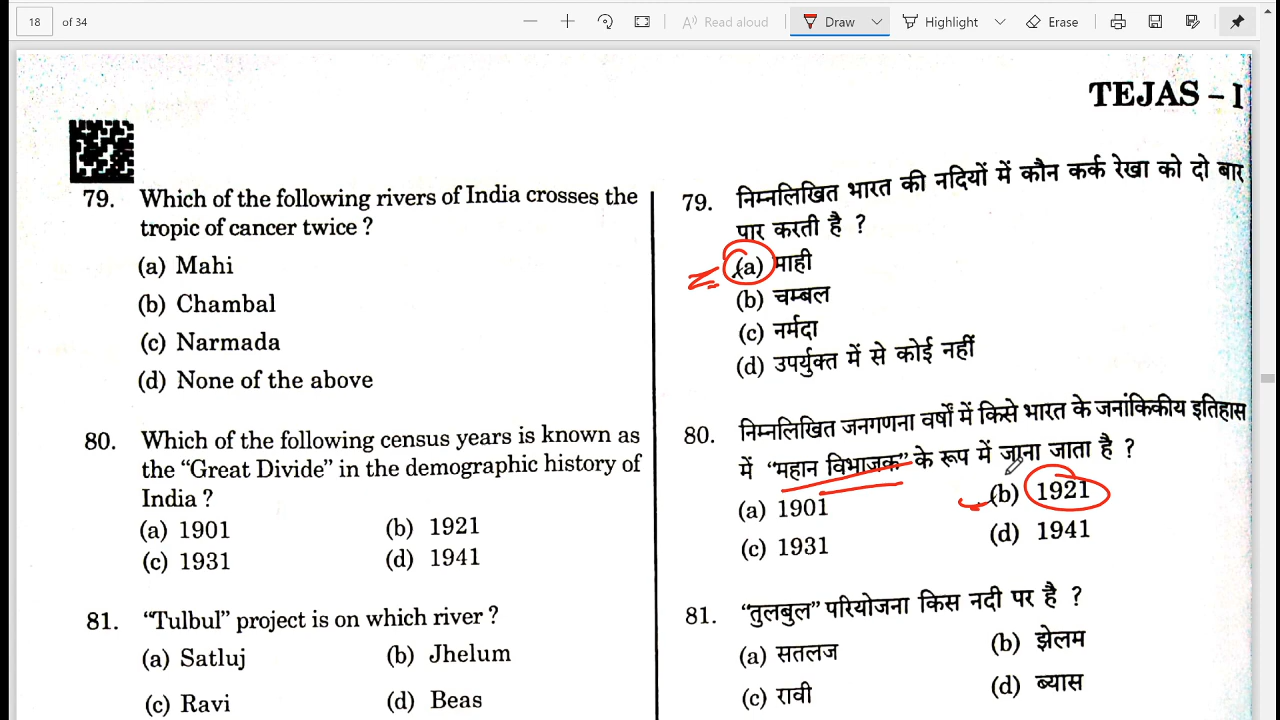 18 of 34
Read aloud
Draw
Highlight
Erase
TEJAS – I
79. Which of the following rivers of India crosses the
tropic of cancer twice ?
(a) Mahi
(b) Chambal
(c) Narmada
(d) None of the above
80. Which of the following census years is known as
the “Great Divide” in the demographic history of
India ?
(a) 1901 (b) 1921
(c) 1931 (d) 1941
81. “Tulbul” project is on which river ?
(a) Satluj (b) Jhelum
(c) Ravi (d) Beas
79. निम्नलिखित भारत की नदियों में कौन कर्क रेखा को दो बार
पार करती है ?
(a) माही
(b) चम्बल
(c) नर्मदा
(d) उपर्युक्त में से कोई नहीं
80. निम्नलिखित जनगणना वर्षों में किसे भारत के जनांकिकीय इतिहास
में “महान विभाजक” के रूप में जाना जाता है ?
(a) 1901 (b) 1921
(c) 1931 (d) 1941
81. “तुलबुल” परियोजना किस नदी पर है ?
(a) सतलज (b) झेलम
(c) रावी (d) ब्यास